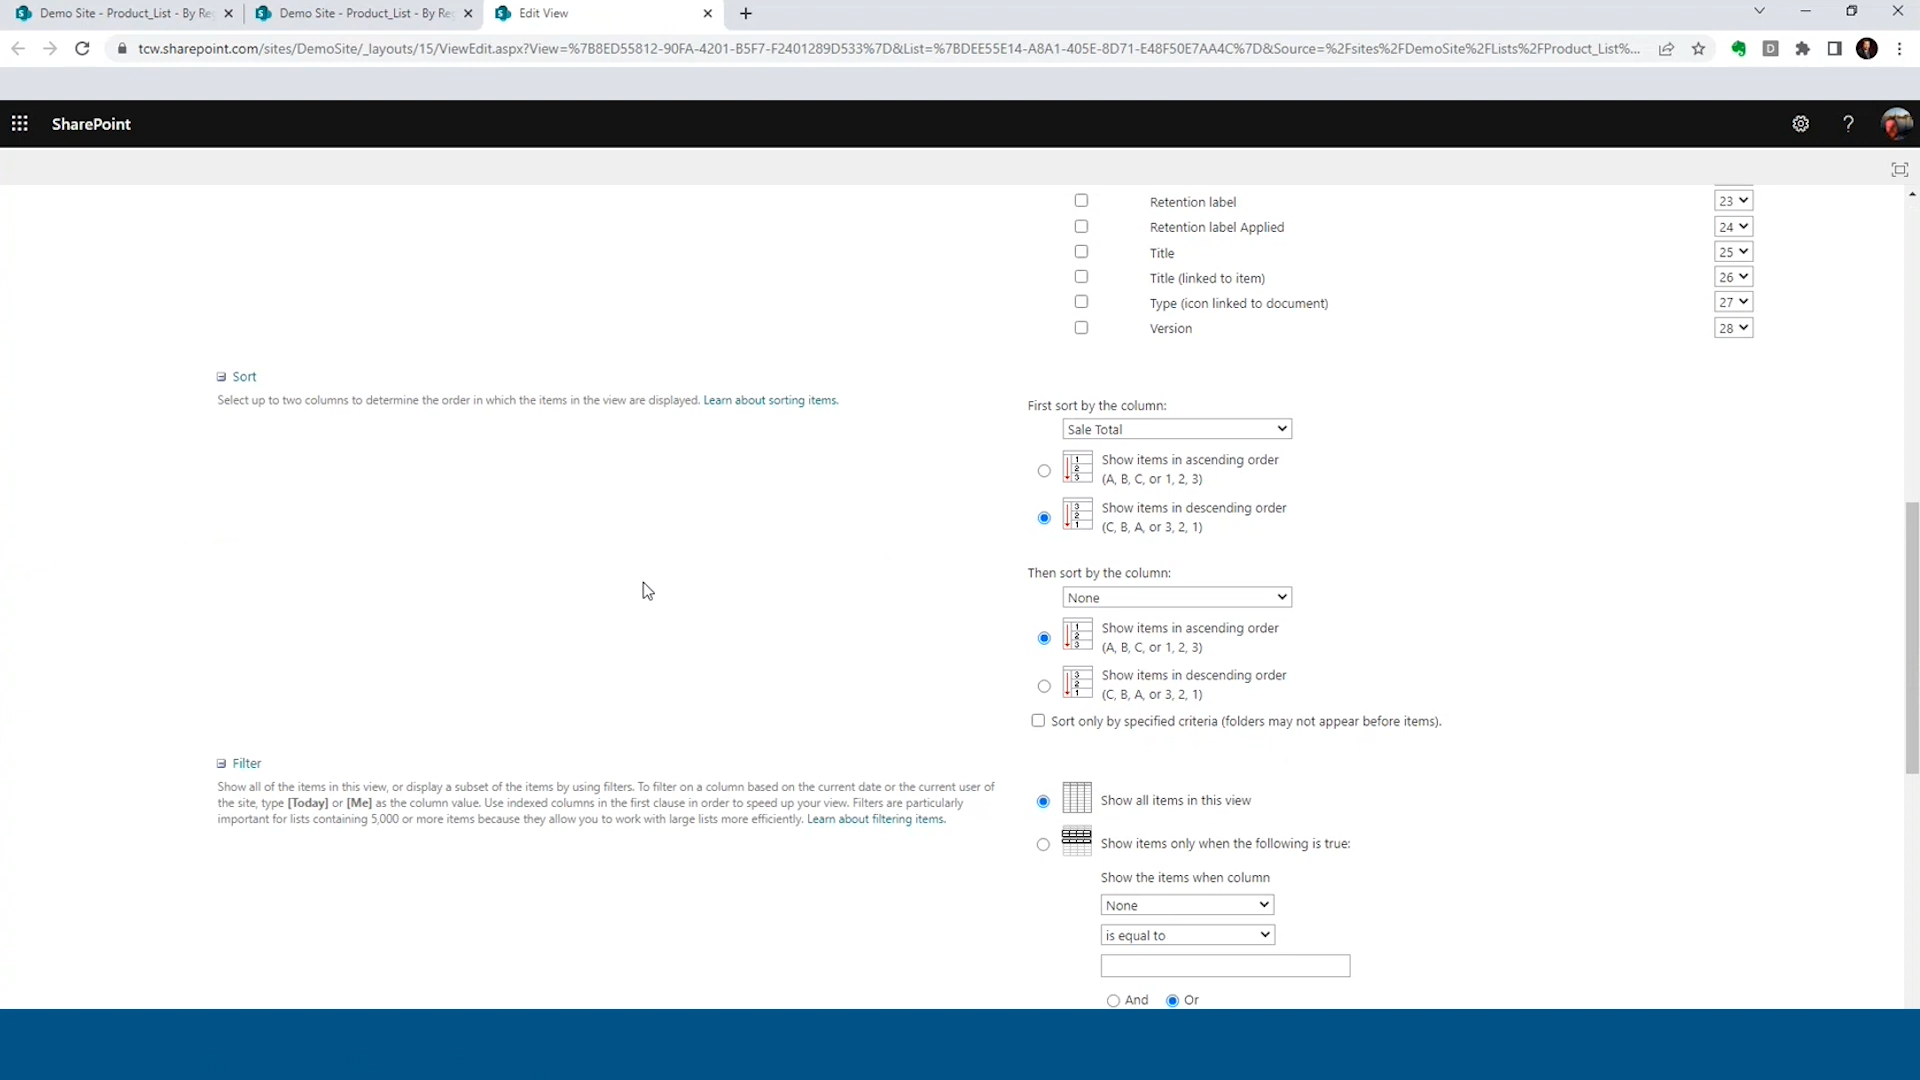 Demo Site - Product_List - By Re
Demo Site - Product_List - By Re
Edit View
tcw.sharepoint.com/sites/DemoSite/_layouts/15/ViewEdit.aspx?View=%7B8ED55812-90FA-4201-B5F7-F2401289D533%7D&List=%7BDEE55E14-A8A1-405E-8D71-E48F50E7AA4C%7D&Source=%2Fsites%2FDemoSite%2FLists%2FProduct_List%...
SharePoint
Retention label 23
Retention label Applied 24
Title 25
Title (linked to item) 26
Type (icon linked to document) 27
Version 28
Sort
Select up to two columns to determine the order in which the items in the view are displayed. Learn about sorting items.
First sort by the column:
Sale Total
Show items in ascending order
(A, B, C, or 1, 2, 3)
Show items in descending order
(C, B, A, or 3, 2, 1)
Then sort by the column:
None
Show items in ascending order
(A, B, C, or 1, 2, 3)
Show items in descending order
(C, B, A, or 3, 2, 1)
Sort only by specified criteria (folders may not appear before items).
Filter
Show all of the items in this view, or display a subset of the items by using filters. To filter on a column based on the current date or the current user of
the site, type [Today] or [Me] as the column value. Use indexed columns in the first clause in order to speed up your view. Filters are particularly
important for lists containing 5,000 or more items because they allow you to work with large lists more efficiently. Learn about filtering items.
Show all items in this view
Show items only when the following is true:
Show the items when column
None
is equal to
And Or